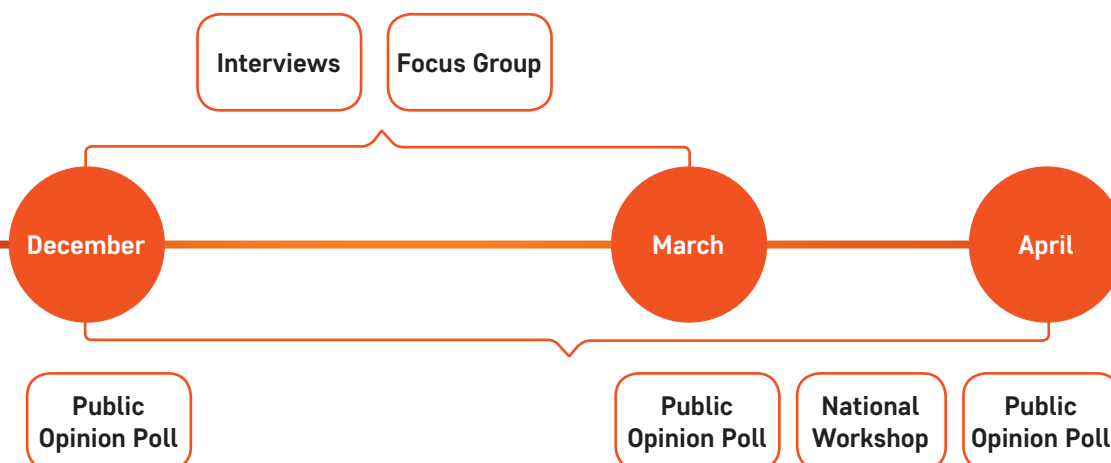 Interviews
Focus Group
December
March
April
Public
Opinion Poll
Public
Opinion Poll
National
Workshop
Public
Opinion Poll